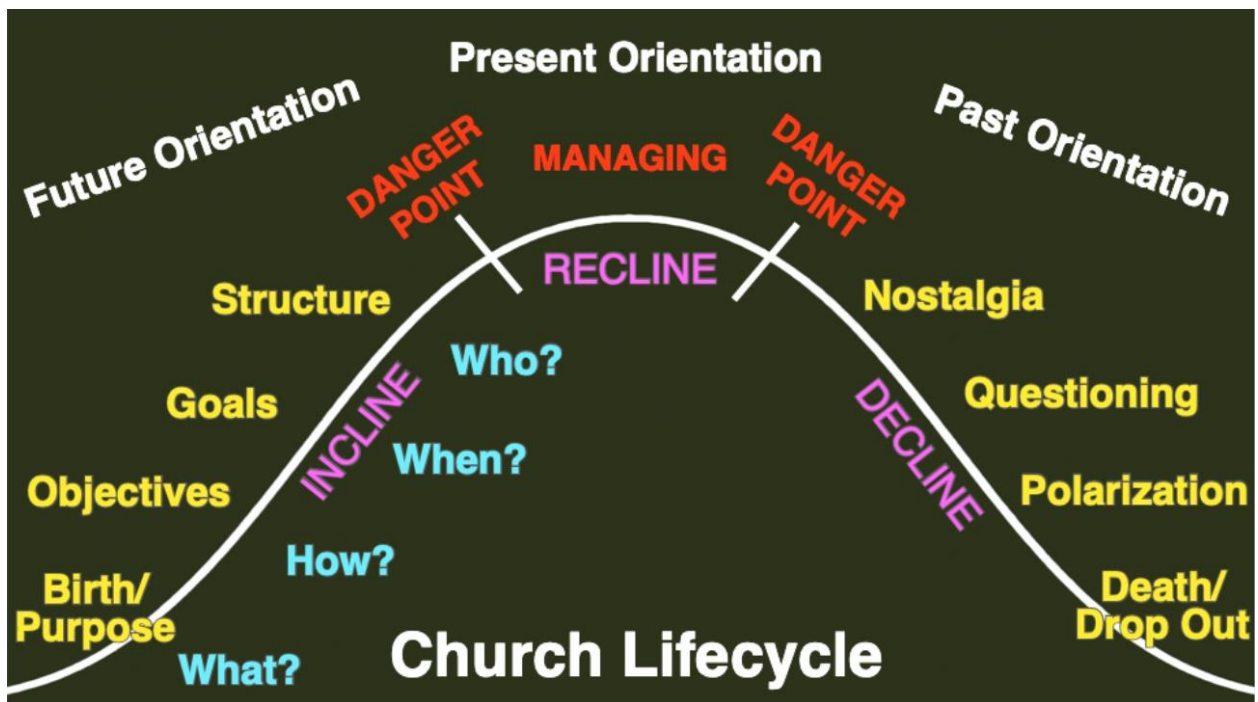 Present Orientation
Future Orientation
Past Orientation
DANGER
POINT
MANAGING
DANGER
POINT
RECLINE
Structure
Nostalgia
Who?
Goals
Questioning
INCLINE
DECLINE
When?
Objectives
Polarization
How?
Birth/
Purpose
Death/
Drop Out
What?
Church Lifecycle